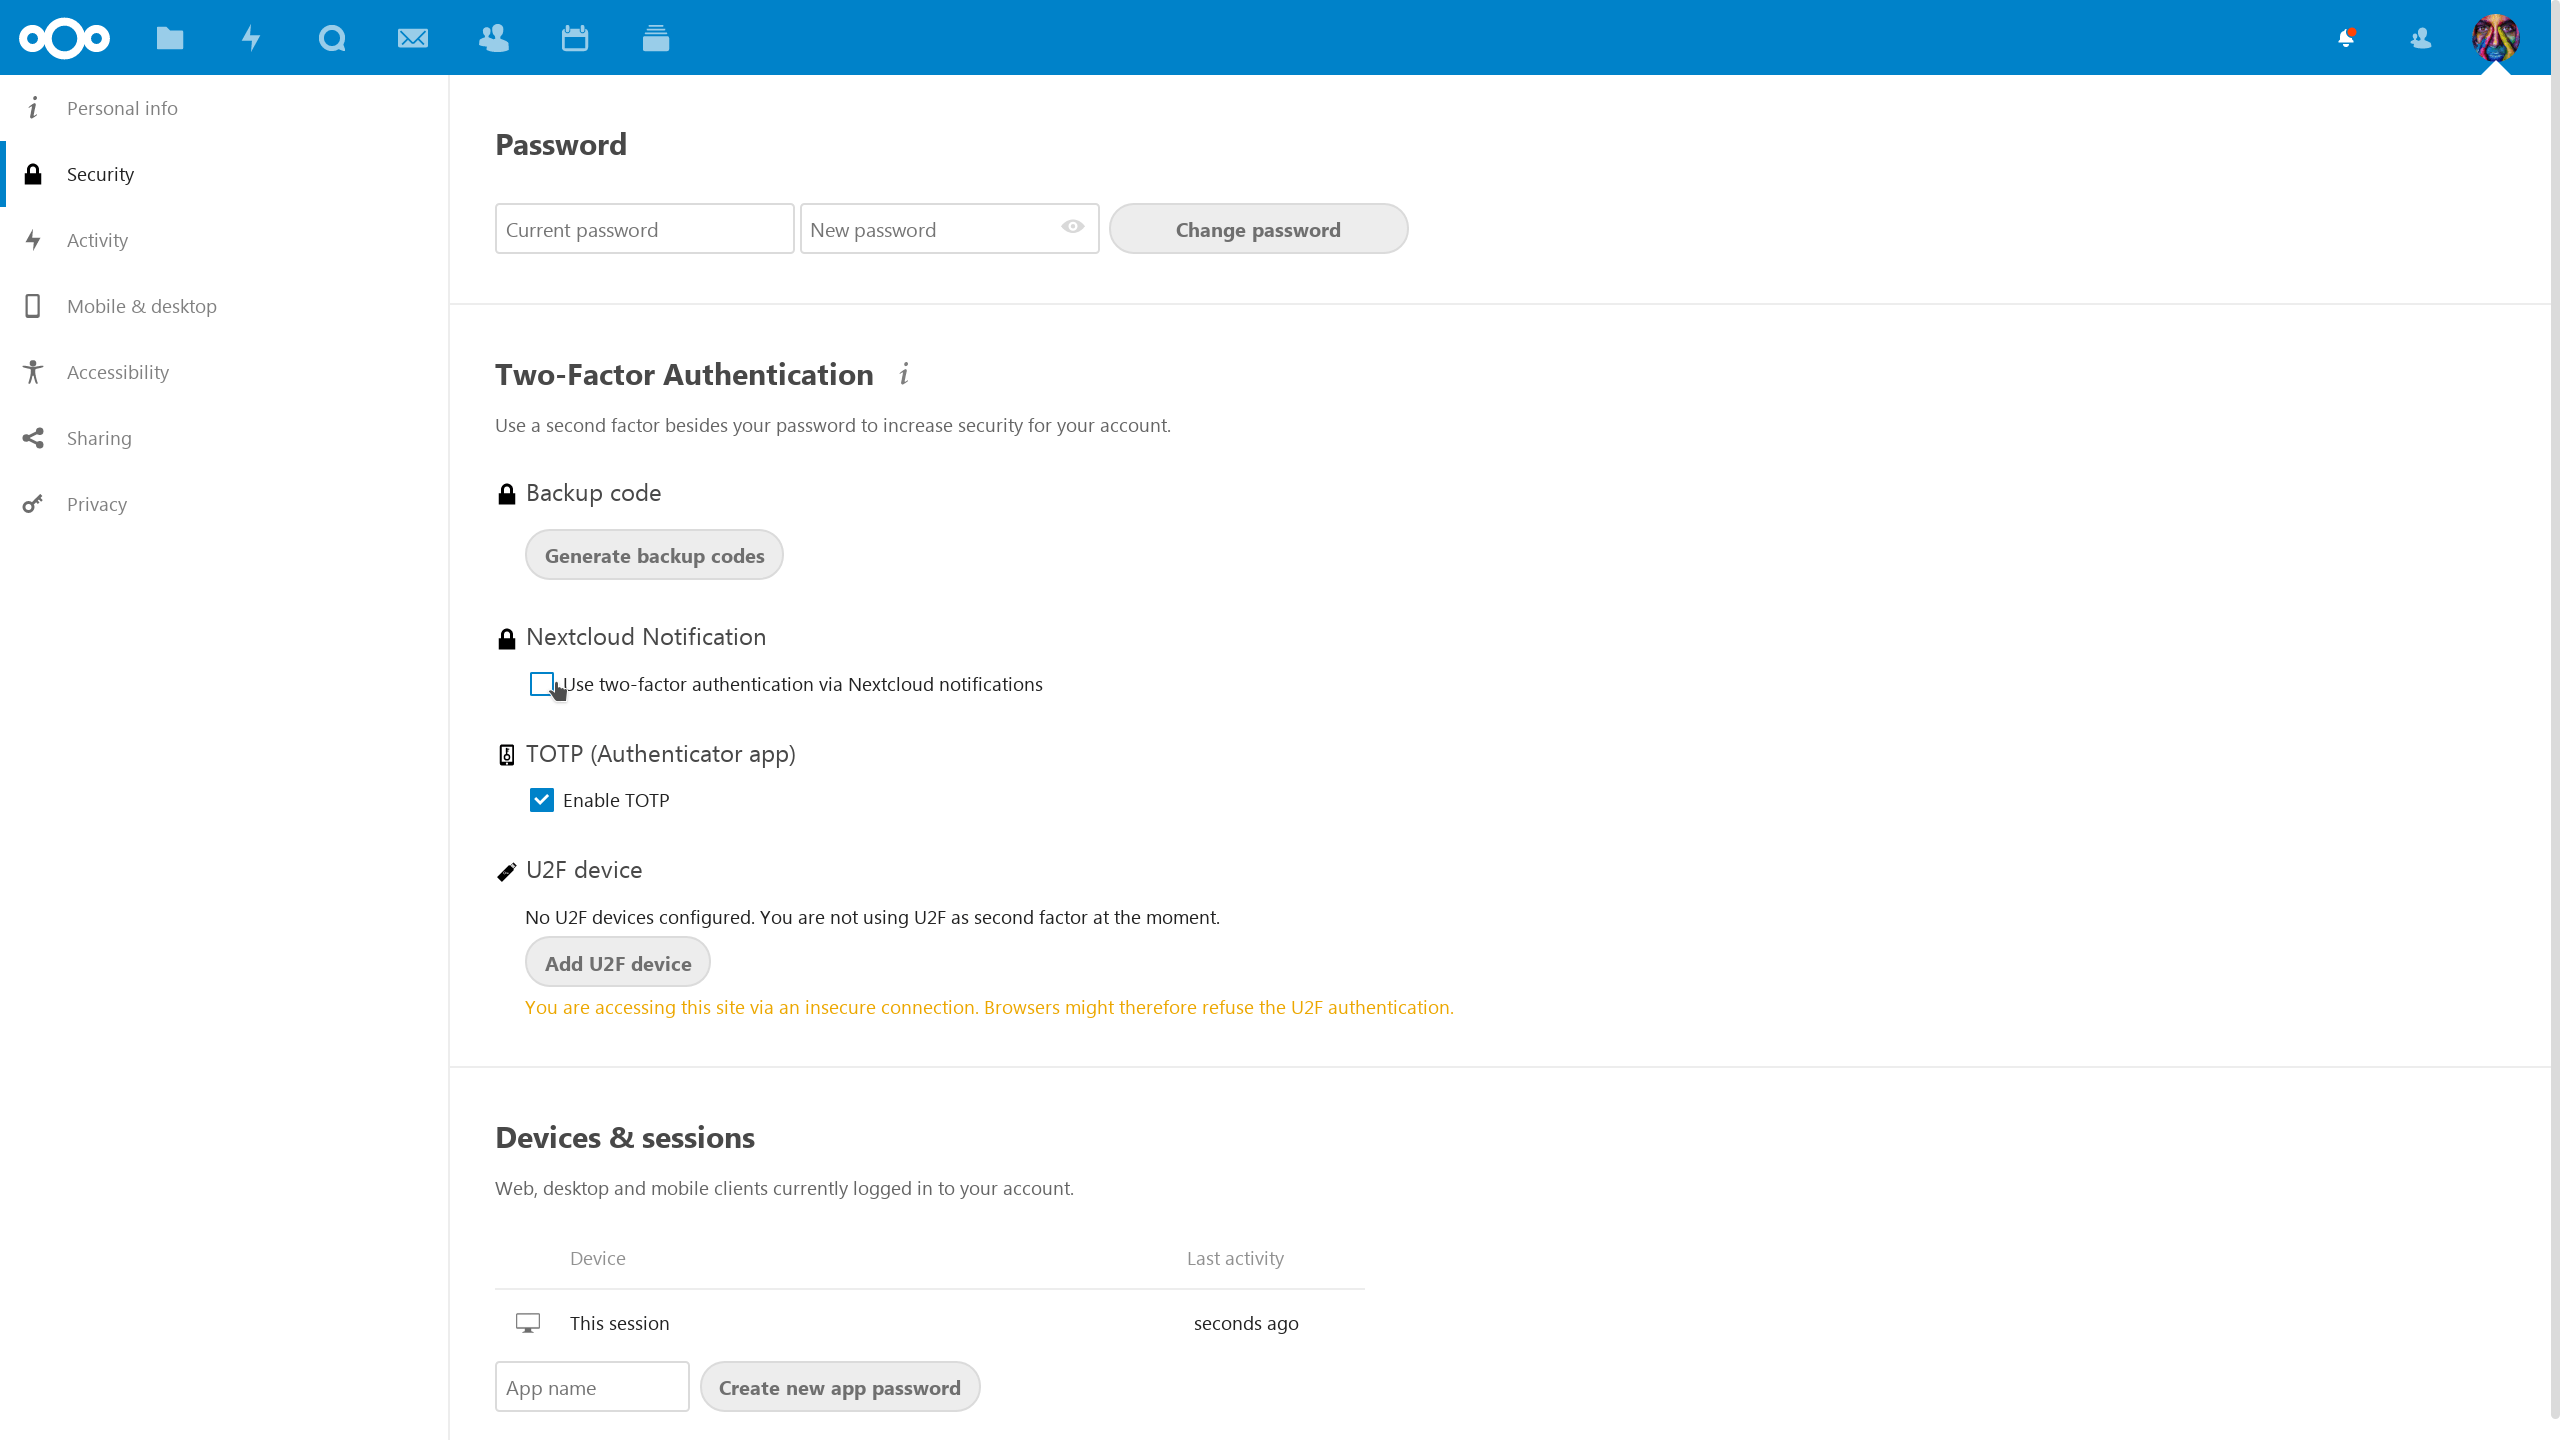 Personal info
Security
Activity
Mobile & desktop
Accessibility
Sharing
Privacy
Password
Current password
New password
Change password
Two-Factor Authentication
Use a second factor besides your password to increase security for your account.
Backup code
Generate backup codes
Nextcloud Notification
Use two-factor authentication via Nextcloud notifications
TOTP (Authenticator app)
Enable TOTP
U2F device
No U2F devices configured. You are not using U2F as second factor at the moment.
Add U2F device
You are accessing this site via an insecure connection. Browsers might therefore refuse the U2F authentication.
Devices & sessions
Web, desktop and mobile clients currently logged in to your account.
Device Last activity
This session seconds ago
App name
Create new app password